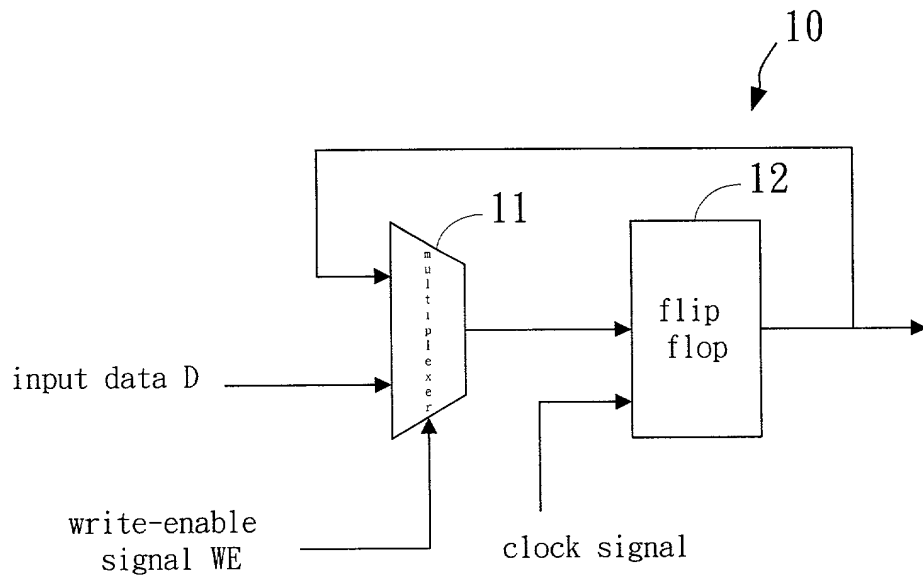 10
11
12
multiplexer
flip
flop
input data D
write-enable
signal WE
clock signal